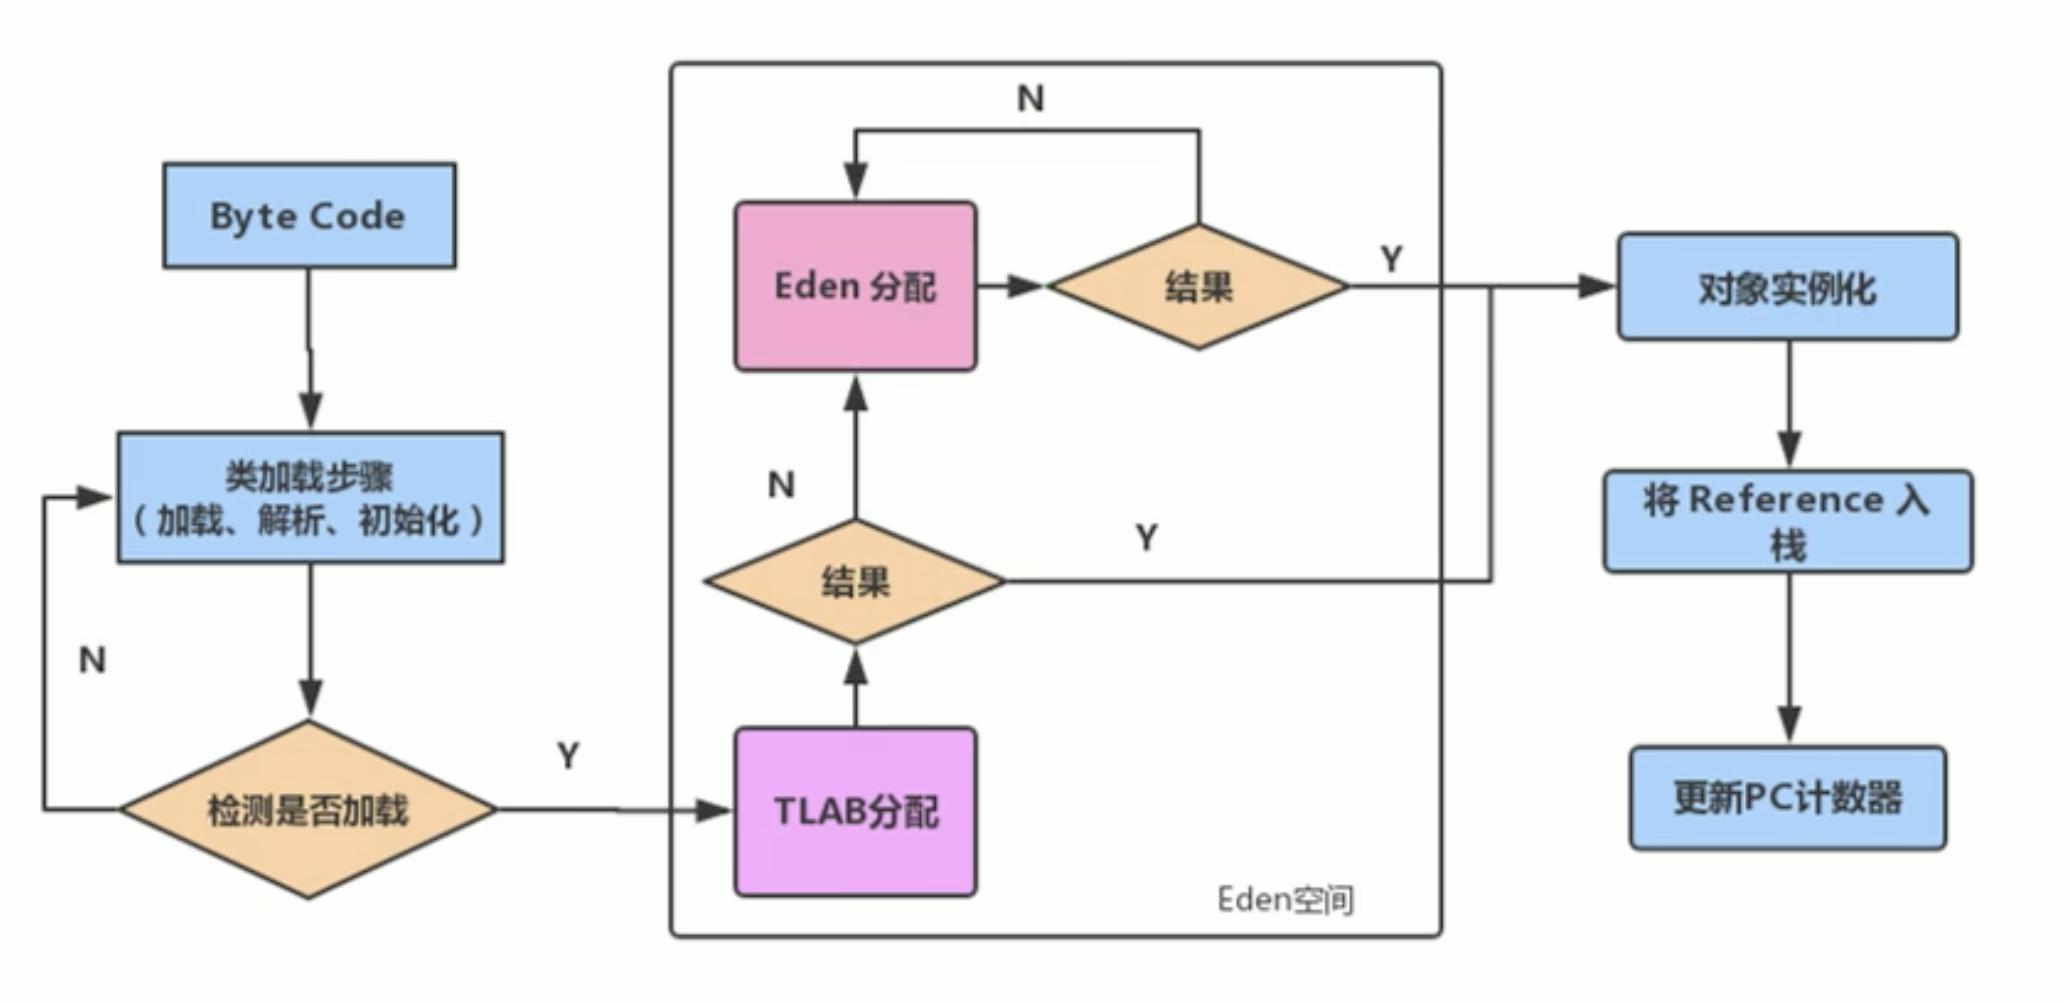 Byte Code
类加载步骤
（加载、解析、初始化）
N
检测是否加载
Y
N
Eden 分配
结果
Y
N
结果
Y
TLAB分配
Eden空间
对象实例化
将 Reference 入
栈
更新PC计数器